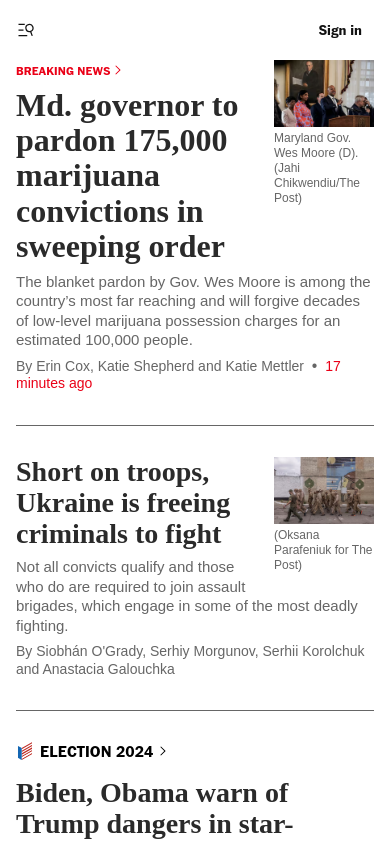 Sign in
BREAKING NEWS
Md. governor to
pardon 175,000
marijuana
convictions in
sweeping order
Maryland Gov.
Wes Moore (D).
(Jahi
Chikwendiu/The
Post)
The blanket pardon by Gov. Wes Moore is among the
country’s most far reaching and will forgive decades
of low-level marijuana possession charges for an
estimated 100,000 people.
By Erin Cox, Katie Shepherd and Katie Mettler • 17
minutes ago
Short on troops,
Ukraine is freeing
criminals to fight
(Oksana
Parafeniuk for The
Post)
Not all convicts qualify and those
who do are required to join assault
brigades, which engage in some of the most deadly
fighting.
By Siobhán O'Grady, Serhiy Morgunov, Serhii Korolchuk
and Anastacia Galouchka
ELECTION 2024
Biden, Obama warn of
Trump dangers in star-